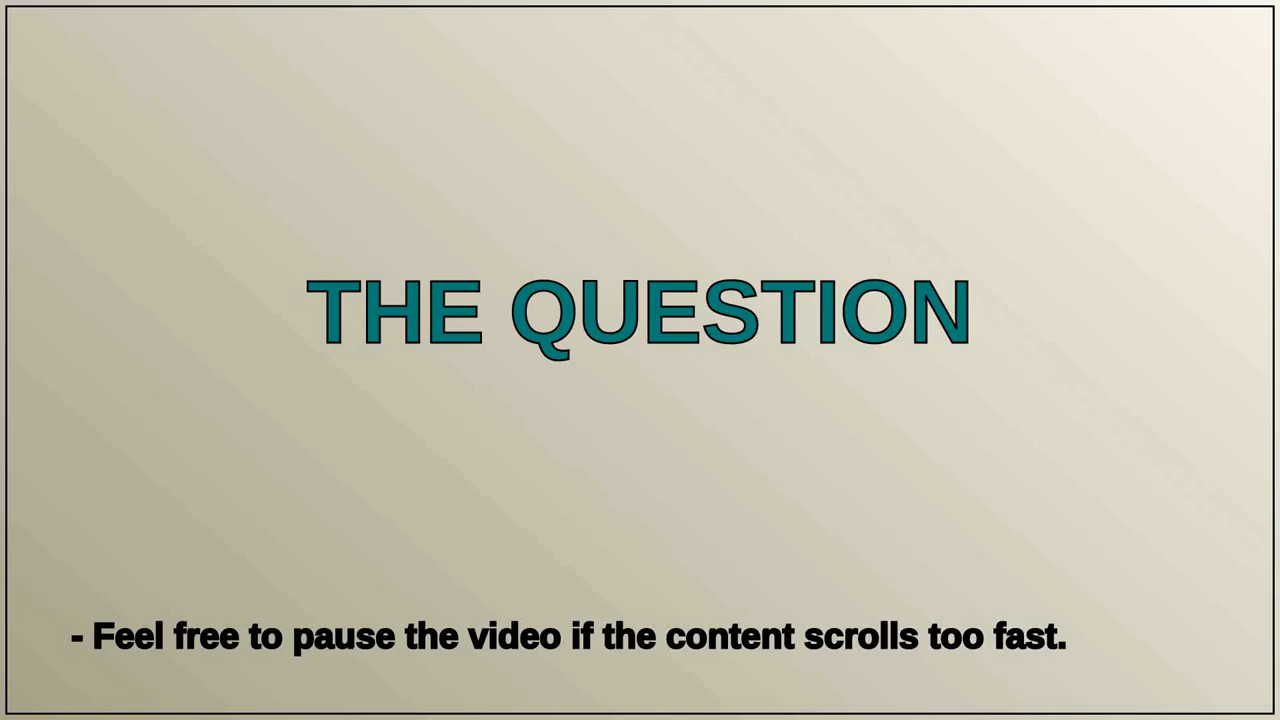 THE QUESTION
- Feel free to pause the video if the content scrolls too fast.